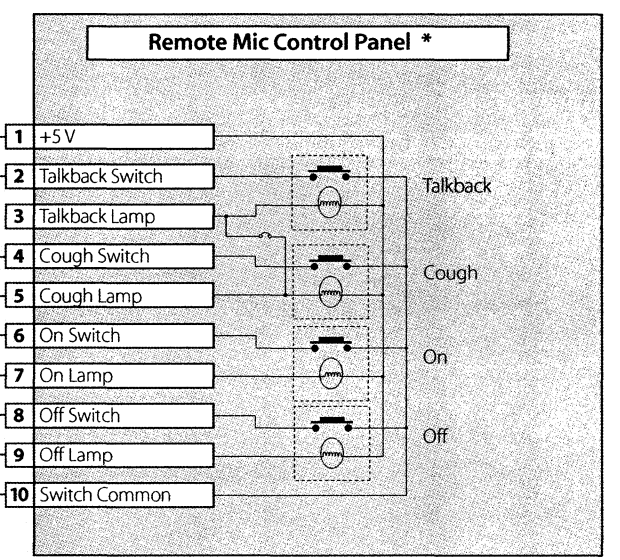 Remote Mic Control Panel *
1 +5 V
2 Talkback Switch
3 Talkback Lamp
4 Cough Switch
5 Cough Lamp
6 On Switch
7 On Lamp
8 Off Switch
9 Off Lamp
10 Switch Common
Talkback
Cough
On
Off